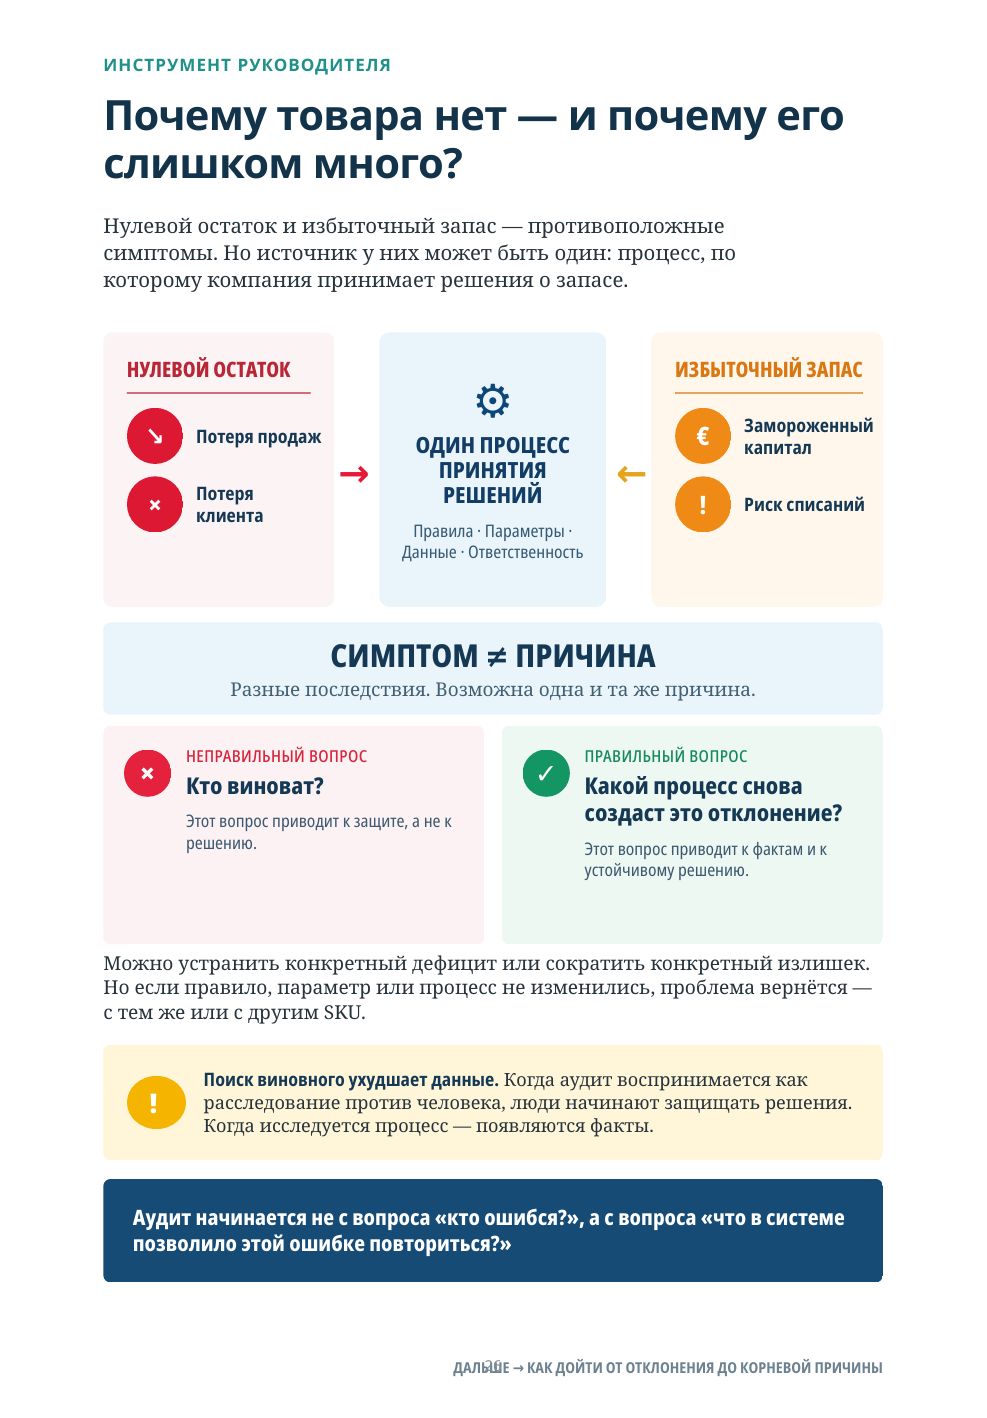 ИНСТРУМЕНТ РУКОВОДИТЕЛЯ
Почему товара нет — и почему его
слишком много?
Нулевой остаток и избыточный запас — противоположные
симптомы. Но источник у них может быть один: процесс, по
которому компания принимает решения о запасе.
НУЛЕВОЙ ОСТАТОК
↘ Потеря продаж
× Потеря
клиента
→
⚙
ОДИН ПРОЦЕСС
ПРИНЯТИЯ
РЕШЕНИЙ
Правила · Параметры ·
Данные · Ответственность
←
ИЗБЫТОЧНЫЙ ЗАПАС
€ Замороженный
капитал
! Риск списаний
СИМПТОМ ≠ ПРИЧИНА
Разные последствия. Возможна одна и та же причина.
×
НЕПРАВИЛЬНЫЙ ВОПРОС
Кто виноват?
Этот вопрос приводит к защите, а не к
решению.
✓
ПРАВИЛЬНЫЙ ВОПРОС
Какой процесс снова
создаст это отклонение?
Этот вопрос приводит к фактам и к
устойчивому решению.
Можно устранить конкретный дефицит или сократить конкретный излишек.
Но если правило, параметр или процесс не изменились, проблема вернётся —
с тем же или с другим SKU.
!
Поиск виновного ухудшает данные. Когда аудит воспринимается как
расследование против человека, люди начинают защищать решения.
Когда исследуется процесс — появляются факты.
Аудит начинается не с вопроса «кто ошибся?», а с вопроса «что в системе
позволило этой ошибке повториться?»
ДАЛЬШЕ → КАК ДОЙТИ ОТ ОТКЛОНЕНИЯ ДО КОРНЕВОЙ ПРИЧИНЫ